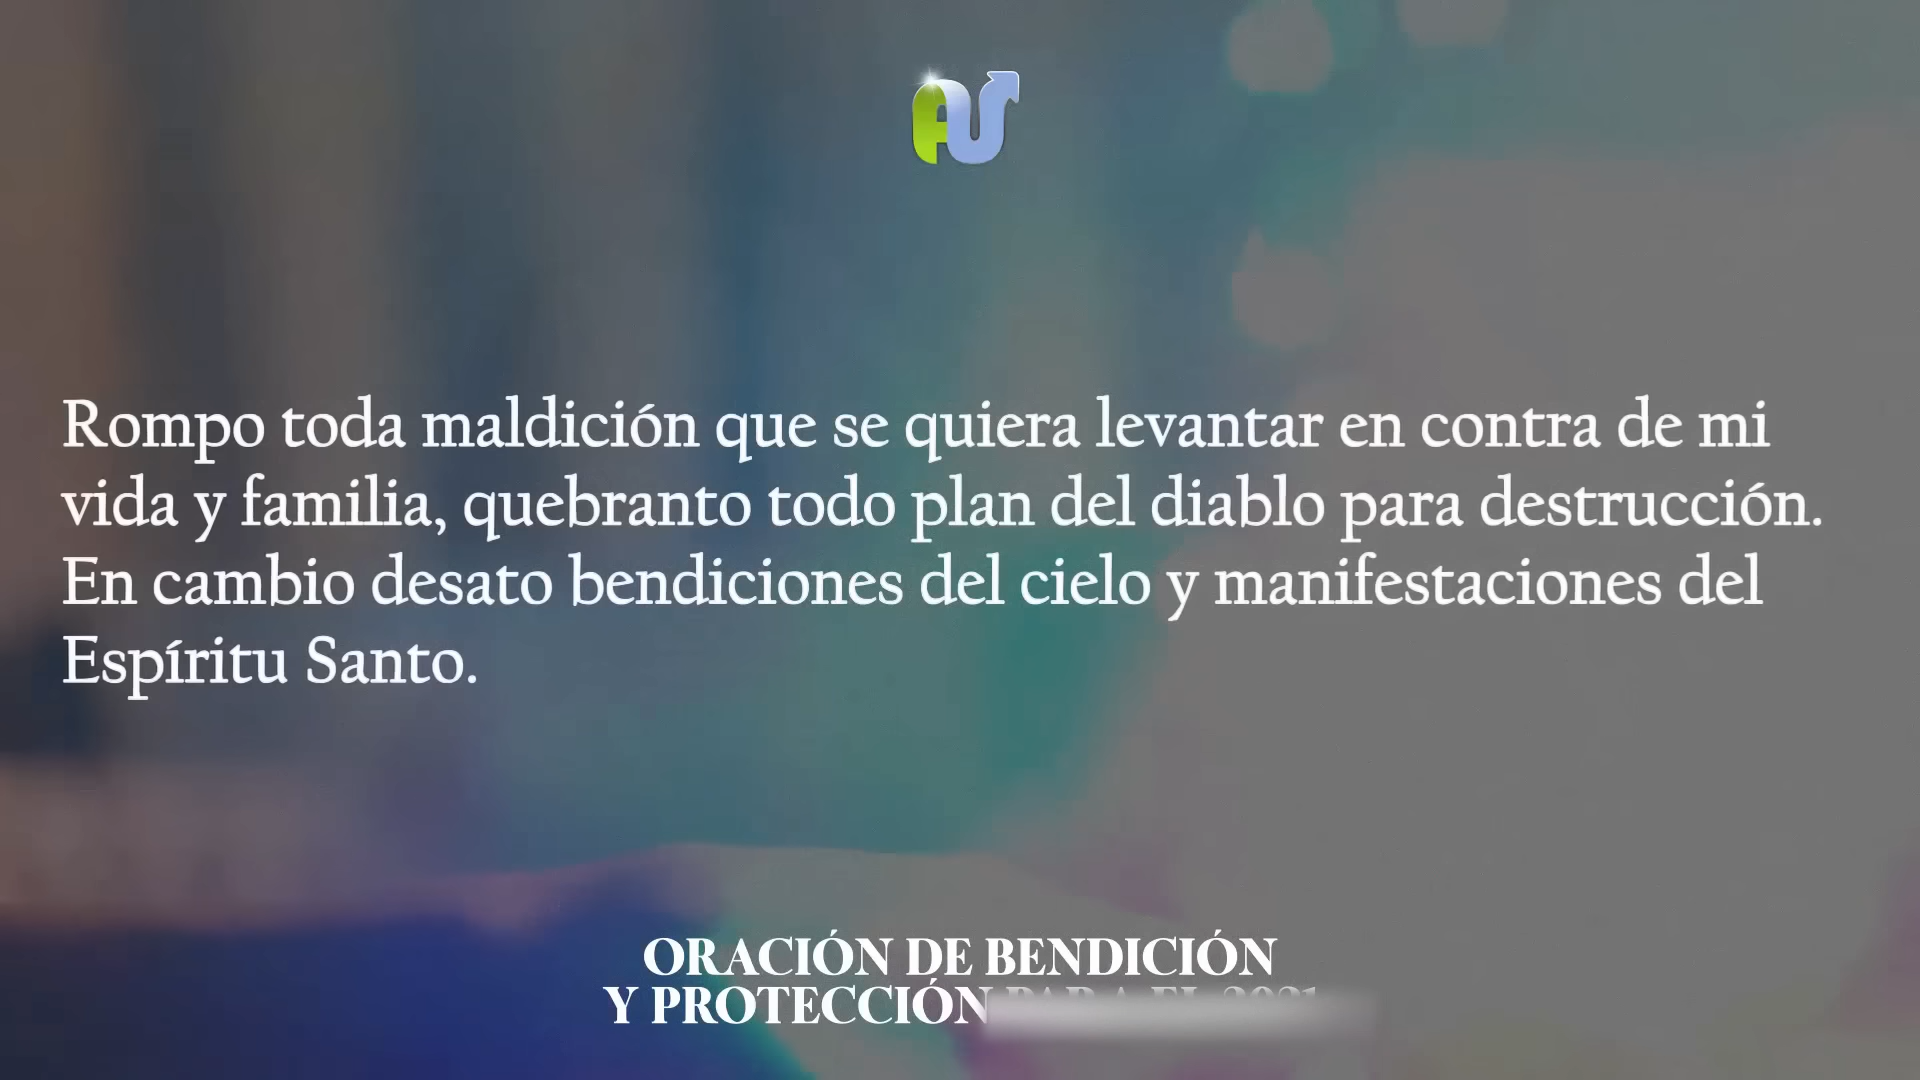 Rompo toda maldición que se quiera levantar en contra de mi
vida y familia, quebranto todo plan del diablo para destrucción.
En cambio desato bendiciones del cielo y manifestaciones del
Espíritu Santo.
ORACIÓN DE BENDICIÓN
Y PROTECCIÓN